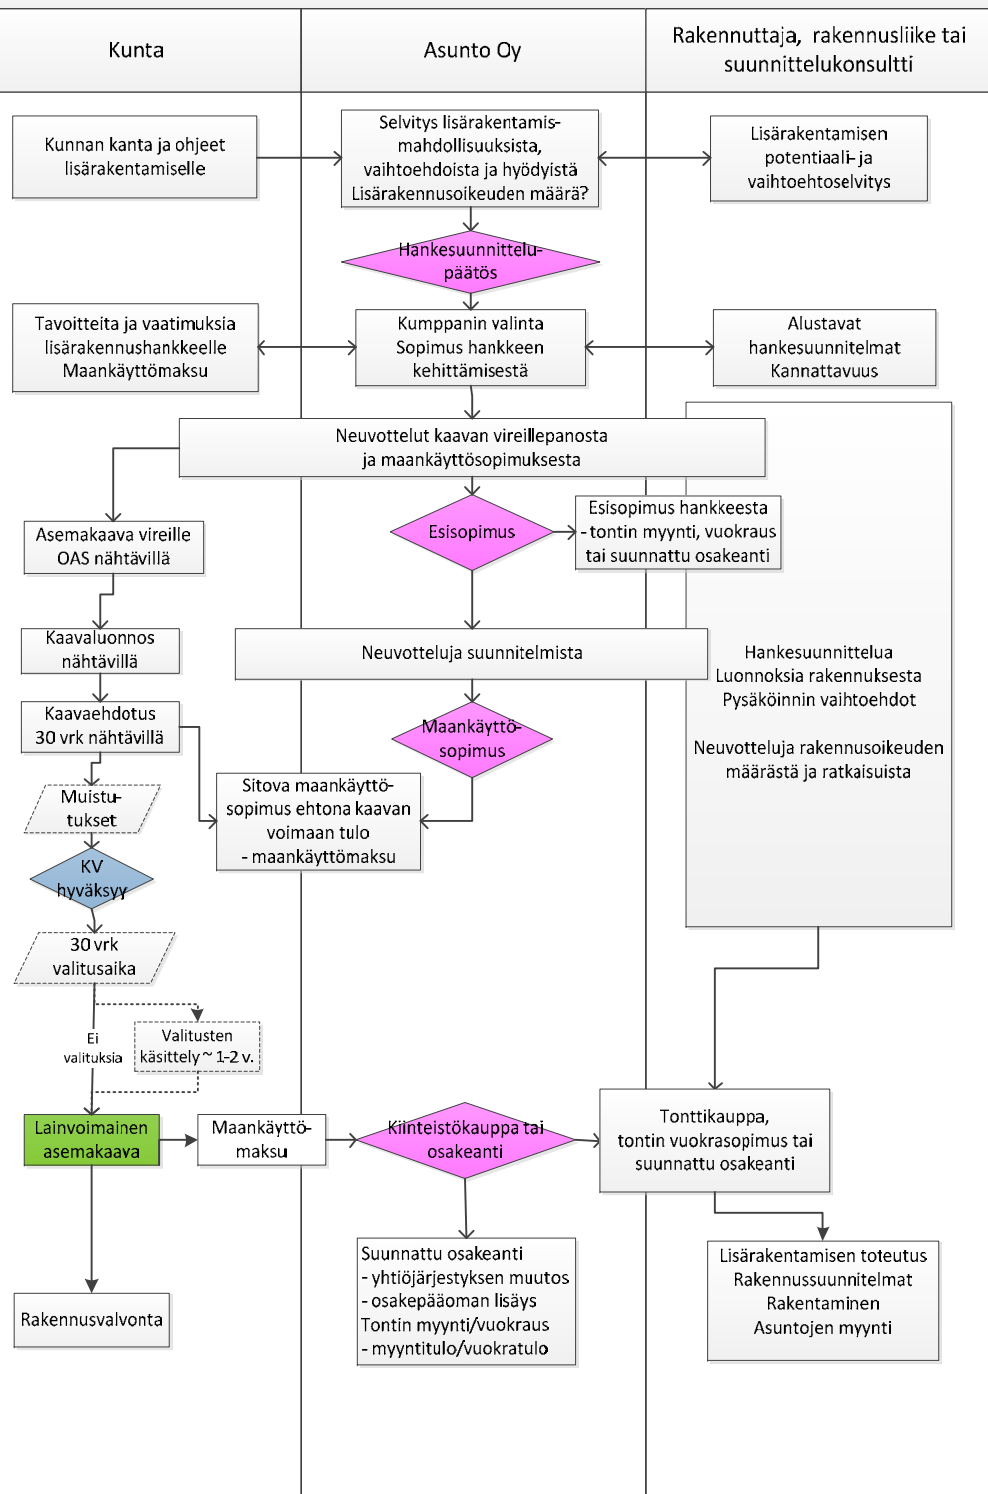 Kunta
Asunto Oy
Rakennuttaja, rakennusliike tai
suunnittelukonsultti
Kunnan kanta ja ohjeet
lisärakentamiselle
Selvitys lisärakentamis-
mahdollisuuksista,
vaihtoehdoista ja hyödyistä
Lisärakennusoikeuden määrä?
Lisärakentamisen
potentiaali- ja
vaihtoehtoselvitys
Hankesuunnittelu-
päätös
Tavoitteita ja vaatimuksia
lisärakennushankkeelle
Maankäyttömaksu
Kumppanin valinta
Sopimus hankkeen
kehittämisestä
Alustavat
hankesuunnitelmat
Kannattavuus
Neuvottelut kaavan vireillepanosta
ja maankäyttösopimuksesta
Esisopimus
Esisopimus hankkeesta
- tontin myynti, vuokraus
tai suunnattu osakeanti
Asemakaava vireille
OAS nähtävillä
Kaavaluonnos
nähtävillä
Neuvotteluja suunnitelmista
Hankesuunnittelua
Luonnoksia rakennuksesta
Pysäköinnin vaihtoehdot
Neuvotteluja rakennusoikeuden
määrästä ja ratkaisuista
Kaavaehdotus
30 vrk nähtävillä
Maankäyttö-
sopimus
Muistu-
tukset
Sitova maankäyttö-
sopimus ehtona kaavan
voimaan tulo
- maankäyttömaksu
KV
hyväksyy
30 vrk
valitusaika
Ei
valituksia
Valitusten
käsittely ~ 1-2 v.
Lainvoimainen
asemakaava
Maankäyttö-
maksu
Kiinteistökauppa tai
osakeanti
Tonttikauppa,
tontin vuokrasopimus tai
suunnattu osakeanti
Suunnattu osakeanti
- yhtiöjärjestyksen muutos
- osakepääoman lisäys
Tontin myynti/vuokraus
- myyntitulo/vuokratulo
Lisärakentamisen toteutus
Rakennussuunnitelmat
Rakentaminen
Asuntojen myynti
Rakennusvalvonta